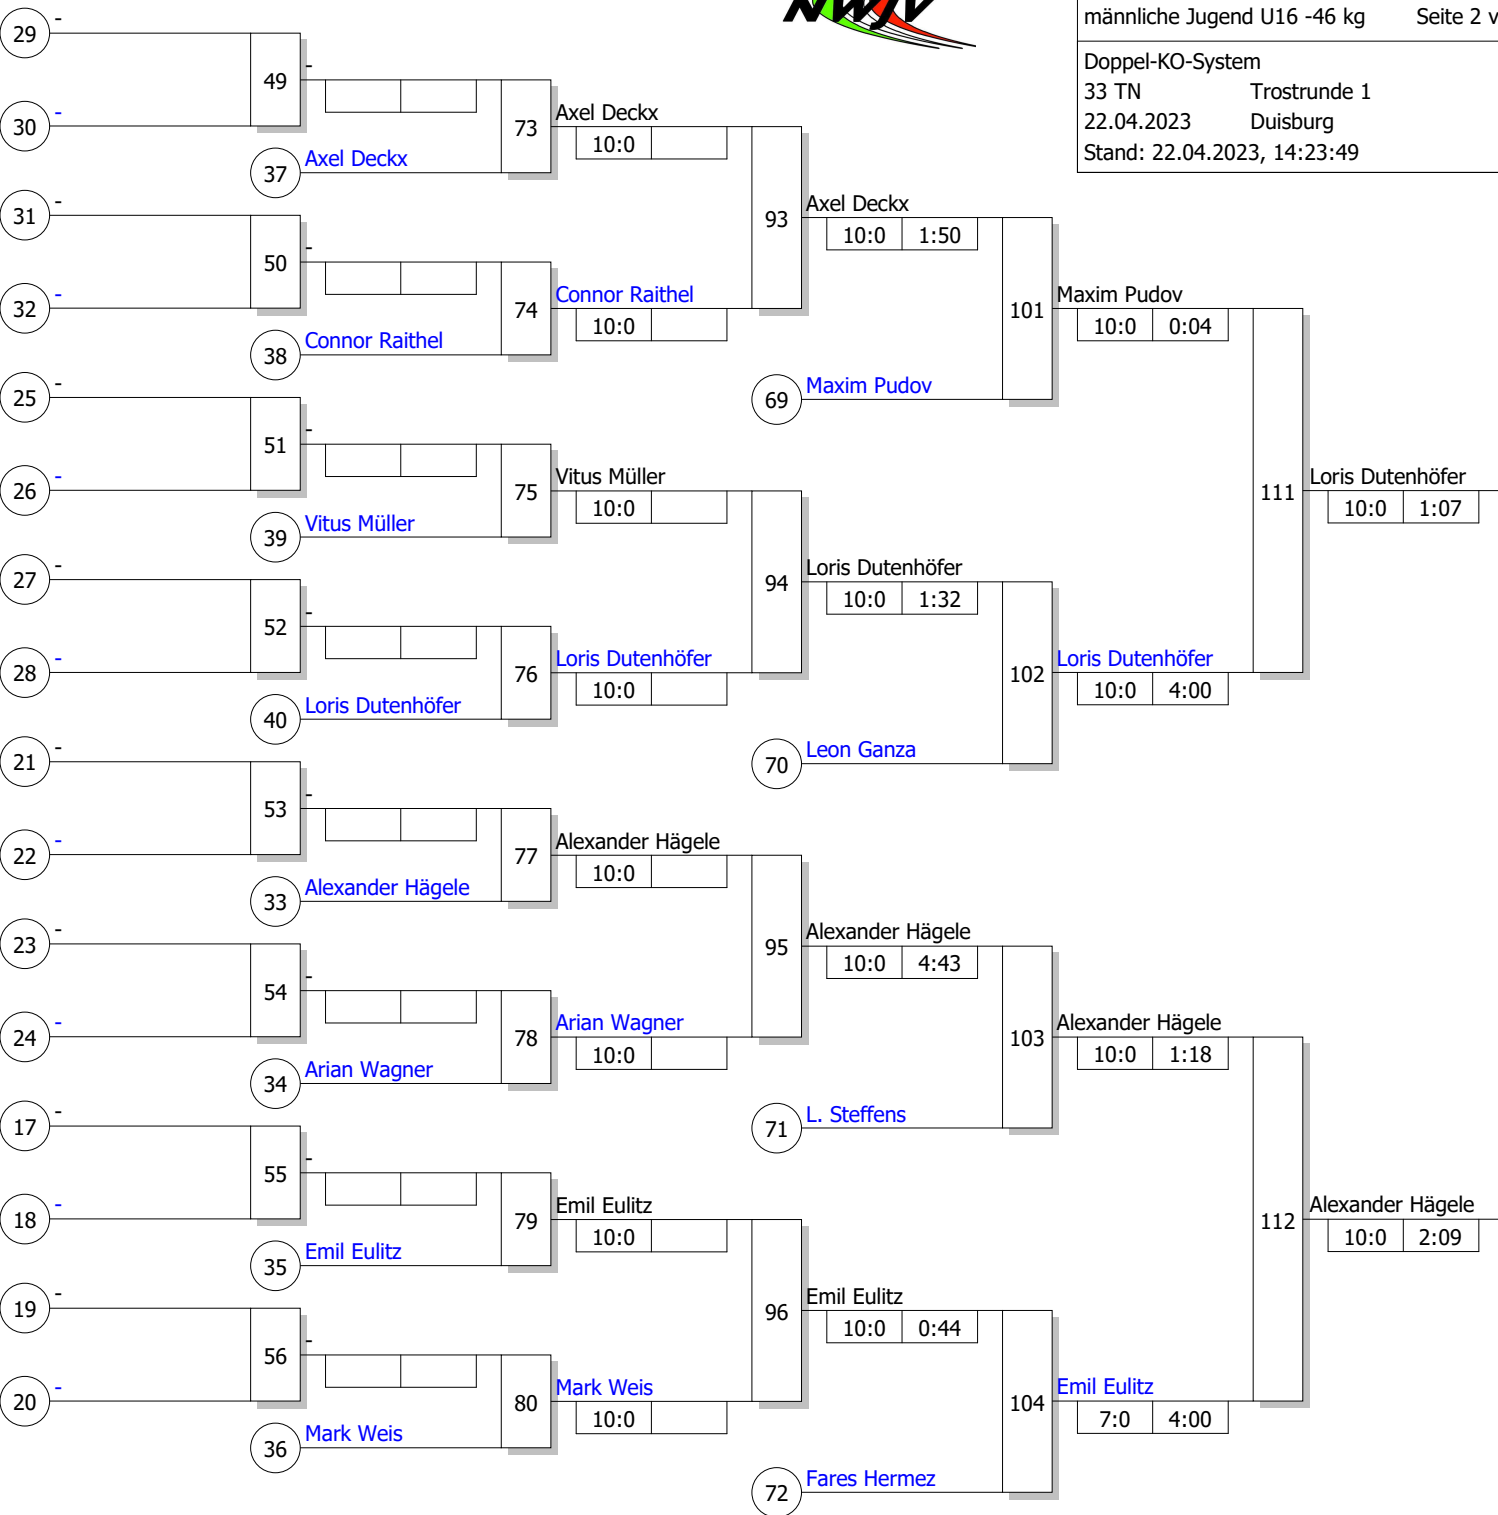 NWJV
männliche Jugend U16 -46 kg Seite 2 v
Doppel-KO-System
33 TN Trostrunde 1
22.04.2023 Duisburg
Stand: 22.04.2023, 14:23:49
29 -
30 -
49 -
37 Axel Deckx
73 Axel Deckx
10:0
31 -
32 -
50 -
38 Connor Raithel
74 Connor Raithel
10:0
93 Axel Deckx
10:0 1:50
69 Maxim Pudov
101 Maxim Pudov
10:0 0:04
25 -
26 -
51 -
39 Vitus Müller
75 Vitus Müller
10:0
27 -
28 -
52 -
40 Loris Dutenhöfer
76 Loris Dutenhöfer
10:0
94 Loris Dutenhöfer
10:0 1:32
70 Leon Ganza
102 Loris Dutenhöfer
10:0 4:00
111 Loris Dutenhöfer
10:0 1:07
21 -
22 -
53 -
33 Alexander Hägele
77 Alexander Hägele
10:0
23 -
24 -
54 -
34 Arian Wagner
78 Arian Wagner
10:0
95 Alexander Hägele
10:0 4:43
71 L. Steffens
103 Alexander Hägele
10:0 1:18
17 -
18 -
55 -
35 Emil Eulitz
79 Emil Eulitz
10:0
19 -
20 -
56 -
36 Mark Weis
80 Mark Weis
10:0
96 Emil Eulitz
10:0 0:44
72 Fares Hermez
104 Emil Eulitz
7:0 4:00
112 Alexander Hägele
10:0 2:09